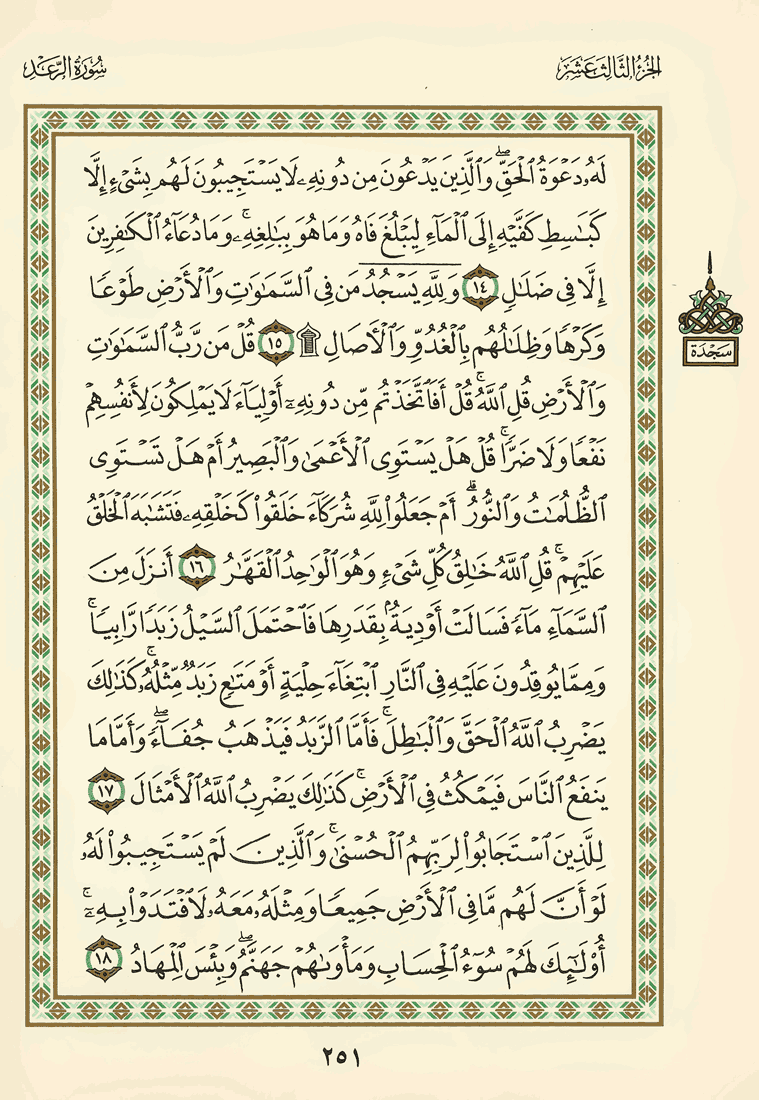 الجزء الثالث عشر
سورة الرعد
لَهُۥ دَعْوَةُ ٱلْحَقِّ ۖ وَٱلَّذِينَ يَدْعُونَ مِن دُونِهِۦ لَا يَسْتَجِيبُونَ لَهُم بِشَىْءٍ إِلَّا
كَبَـٰسِطِ كَفَّيْهِ إِلَى ٱلْمَآءِ لِيَبْلُغَ فَاهُ وَمَا هُوَ بِبَـٰلِغِهِۦ ۚ وَمَا دُعَآءُ ٱلْكَـٰفِرِينَ
إِلَّا فِى ضَلَـٰلٍ ١٤ وَلِلَّهِ يَسْجُدُ مَن فِى ٱلسَّمَـٰوَٰتِ وَٱلْأَرْضِ طَوْعًا
وَكَرْهًا وَظِلَـٰلُهُم بِٱلْغُدُوِّ وَٱلْـَٔاصَالِ ۩ ١٥ قُلْ مَن رَّبُّ ٱلسَّمَـٰوَٰتِ
سَجْدَة
وَٱلْأَرْضِ قُلِ ٱللَّهُ ۚ قُلْ أَفَٱتَّخَذْتُم مِّن دُونِهِۦٓ أَوْلِيَآءَ لَا يَمْلِكُونَ لِأَنفُسِهِمْ
نَفْعًا وَلَا ضَرًّا ۚ قُلْ هَلْ يَسْتَوِى ٱلْأَعْمَىٰ وَٱلْبَصِيرُ أَمْ هَلْ تَسْتَوِى
ٱلظُّلُمَـٰتُ وَٱلنُّورُ ۗ أَمْ جَعَلُوا۟ لِلَّهِ شُرَكَآءَ خَلَقُوا۟ كَخَلْقِهِۦ فَتَشَـٰبَهَ ٱلْخَلْقُ
عَلَيْهِمْ ۚ قُلِ ٱللَّهُ خَـٰلِقُ كُلِّ شَىْءٍ وَهُوَ ٱلْوَٰحِدُ ٱلْقَهَّـٰرُ ١٦ أَنزَلَ مِنَ
ٱلسَّمَآءِ مَآءً فَسَالَتْ أَوْدِيَةٌۢ بِقَدَرِهَا فَٱحْتَمَلَ ٱلسَّيْلُ زَبَدًا رَّابِيًا ۚ
وَمِمَّا يُوقِدُونَ عَلَيْهِ فِى ٱلنَّارِ ٱبْتِغَآءَ حِلْيَةٍ أَوْ مَتَـٰعٍ زَبَدٌ مِّثْلُهُۥ ۚ كَذَٰلِكَ
يَضْرِبُ ٱللَّهُ ٱلْحَقَّ وَٱلْبَـٰطِلَ ۚ فَأَمَّا ٱلزَّبَدُ فَيَذْهَبُ جُفَآءً ۖ وَأَمَّا مَا
يَنفَعُ ٱلنَّاسَ فَيَمْكُثُ فِى ٱلْأَرْضِ ۚ كَذَٰلِكَ يَضْرِبُ ٱللَّهُ ٱلْأَمْثَالَ ١٧
لِلَّذِينَ ٱسْتَجَابُوا۟ لِرَبِّهِمُ ٱلْحُسْنَىٰ ۚ وَٱلَّذِينَ لَمْ يَسْتَجِيبُوا۟ لَهُۥ
لَوْ أَنَّ لَهُم مَّا فِى ٱلْأَرْضِ جَمِيعًا وَمِثْلَهُۥ مَعَهُۥ لَٱفْتَدَوْا۟ بِهِۦٓ ۚ
أُو۟لَـٰٓئِكَ لَهُمْ سُوٓءُ ٱلْحِسَابِ وَمَأْوَىٰهُمْ جَهَنَّمُ ۖ وَبِئْسَ ٱلْمِهَادُ ١٨
٢٥١